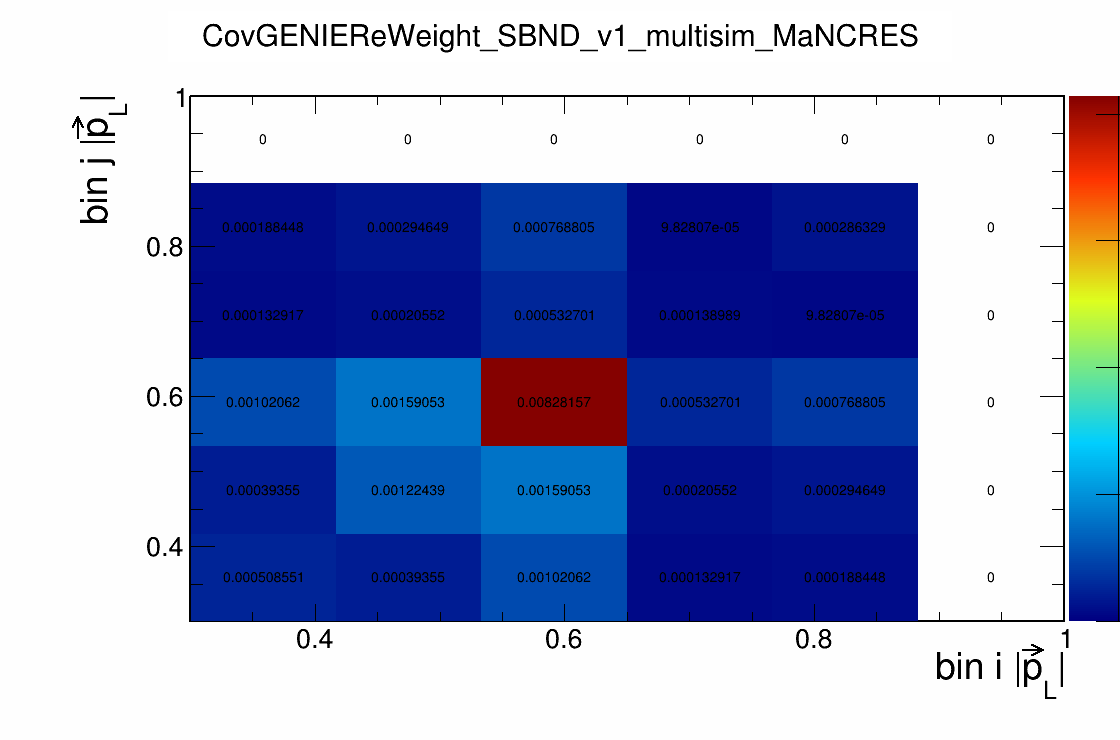 CovGENIEReWeight_SBND_v1_multisim_MaNCRES
bin j |p⃗_L|
1
0 0 0 0 0 0
0.000188448 0.000294649 0.000768805 9.82807e-05 0.000286329 0
0.8
0.000132917 0.00020552 0.000532701 0.000138989 9.82807e-05 0
0.6
0.00102062 0.00159053 0.00828157 0.000532701 0.000768805 0
0.00039355 0.00122439 0.00159053 0.00020552 0.000294649 0
0.4
0.000508551 0.00039355 0.00102062 0.000132917 0.000188448 0
0.4 0.6 0.8 1
bin i |p⃗_L|